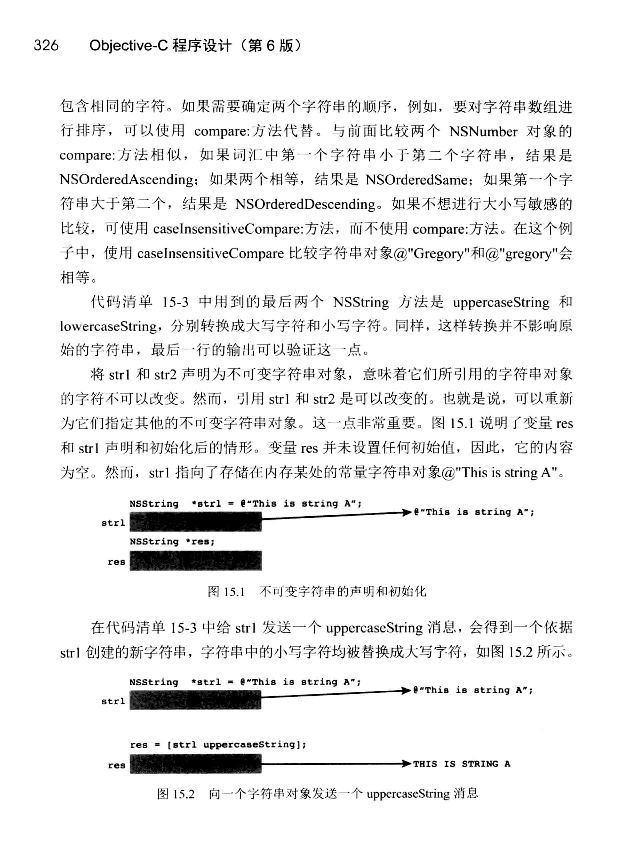 326 Objective-C 程序设计（第 6 版）
包含相同的字符。如果需要确定两个字符串的顺序，例如，要对字符串数组进
行排序，可以使用 compare:方法代替。与前面比较两个 NSNumber 对象的
compare:方法相似，如果词汇中第一个字符串小于第二个字符串，结果是
NSOrderedAscending；如果两个相等，结果是 NSOrderedSame；如果第一个字
符串大于第二个，结果是 NSOrderedDescending。如果不想进行大小写敏感的
比较，可使用 caseInsensitiveCompare:方法，而不使用 compare:方法。在这个例
子中，使用 caseInsensitiveCompare 比较字符串对象@"Gregory"和@"gregory"会
相等。
代码清单 15-3 中用到的最后两个 NSString 方法是 uppercaseString 和
lowercaseString，分别转换成大写字符和小写字符。同样，这样转换并不影响原
始的字符串，最后一行的输出可以验证这一点。
将 str1 和 str2 声明为不可变字符串对象，意味着它们所引用的字符串对象
的字符不可以改变。然而，引用 str1 和 str2 是可以改变的。也就是说，可以重新
为它们指定其他的不可变字符串对象。这一点非常重要。图 15.1 说明了变量 res
和 str1 声明和初始化后的情形。变量 res 并未设置任何初始值，因此，它的内容
为空。然而，str1 指向了存储在内存某处的常量字符串对象@"This is string A"。
NSString *str1 = @"This is string A";
str1 @"This is string A";
NSString *res;
res
图 15.1 不可变字符串的声明和初始化
在代码清单 15-3 中给 str1 发送一个 uppercaseString 消息，会得到一个依据
str1 创建的新字符串，字符串中的小写字符均被替换成大写字符，如图 15.2 所示。
NSString *str1 = @"This is string A";
str1 @"This is string A";
res = [str1 uppercaseString];
res THIS IS STRING A
图 15.2 向一个字符串对象发送一个 uppercaseString 消息